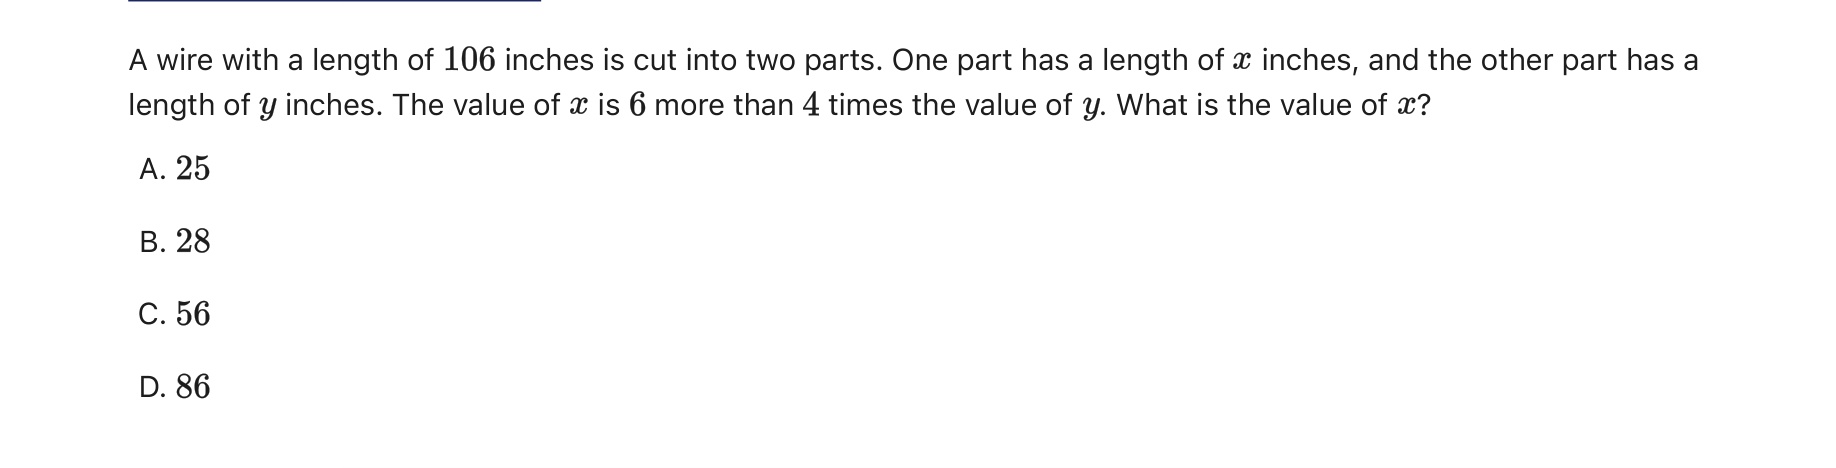 A wire with a length of 106 inches is cut into two parts. One part has a length of x inches, and the other part has a
length of y inches. The value of x is 6 more than 4 times the value of y. What is the value of x?
A. 25
B. 28
C. 56
D. 86